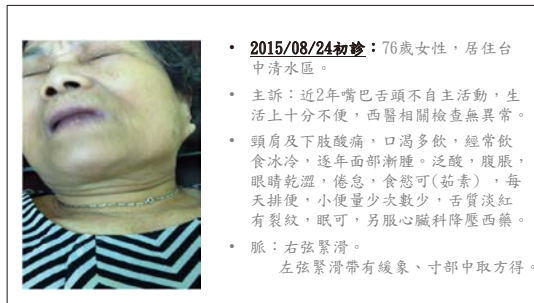 • 2015/08/24初診：76歲女性，居住台
中清水區。
• 主訴：近2年嘴巴舌頭不自主活動，生
活上十分不便，西醫相關檢查無異常。
• 頸肩及下肢酸痛，口渴多飲，經常飲
食冰冷，逐年面部漸腫。泛酸，腹脹，
眼睛乾澀，倦怠，食慾可(茹素)，每
天排便，小便量少次數少，舌質淡紅
有裂紋，眠可，另服心臟科降壓西藥。
• 脈：右弦緊滑。
左弦緊滑帶有緩象、寸部中取方得。